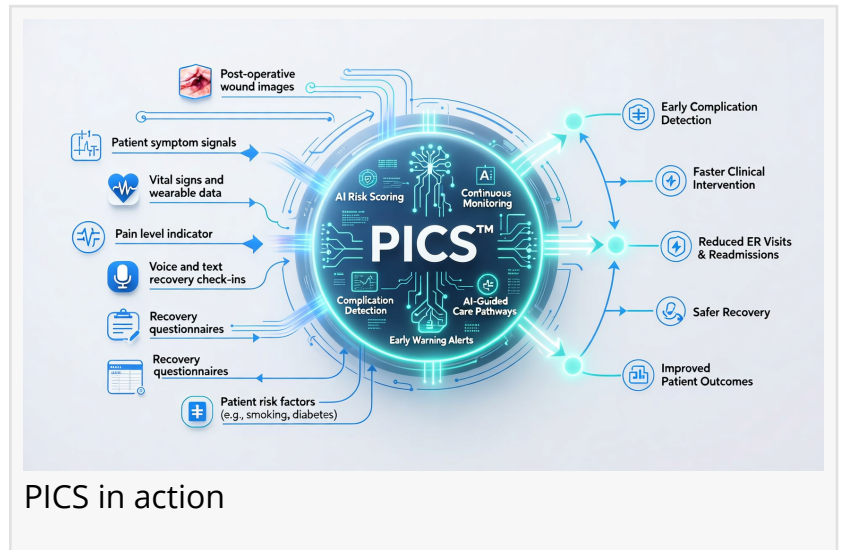 Post-operative
wound images
Patient symptom signals
Vital signs and
wearable data
Pain level indicator
Voice and text
recovery check-ins
Recovery
questionnaires
Recovery
questionnaires
Patient risk factors
(e.g., smoking, diabetes)
AI Risk Scoring
A
Continuous
Monitoring
PICS™
Complication
Detection
AI-Guided
Care Pathways
Early Warning Alerts
Early Complication
Detection
Faster Clinical
Intervention
Reduced ER Visits
& Readmissions
Safer Recovery
Improved
Patient Outcomes
PICS in action